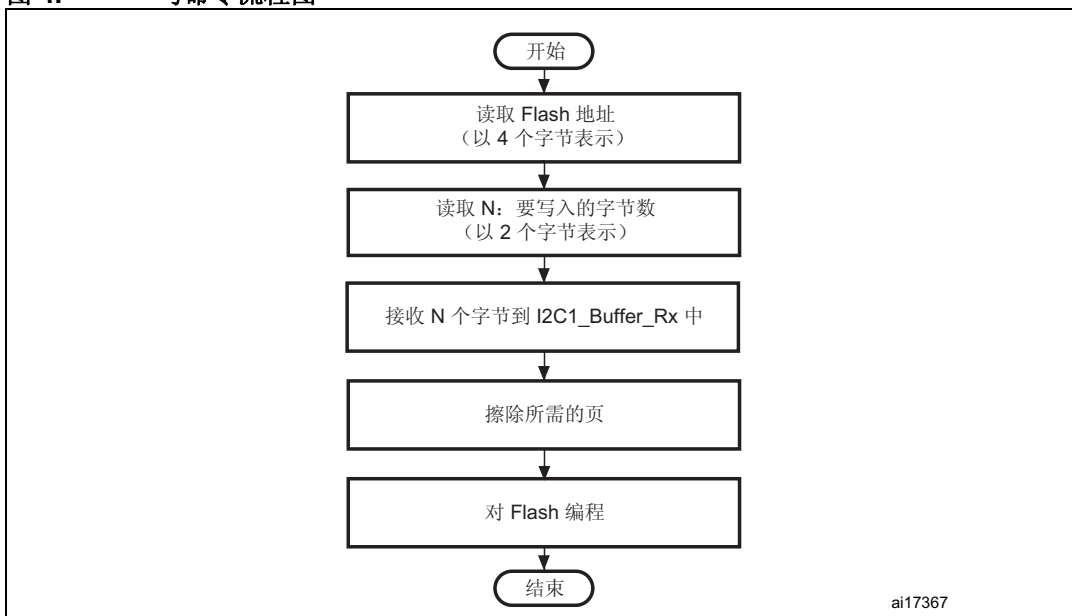 开始
读取 Flash 地址
（以 4 个字节表示）
读取 N：要写入的字节数
（以 2 个字节表示）
接收 N 个字节到 I2C1_Buffer_Rx 中
擦除所需的页
对 Flash 编程
结束
ai17367